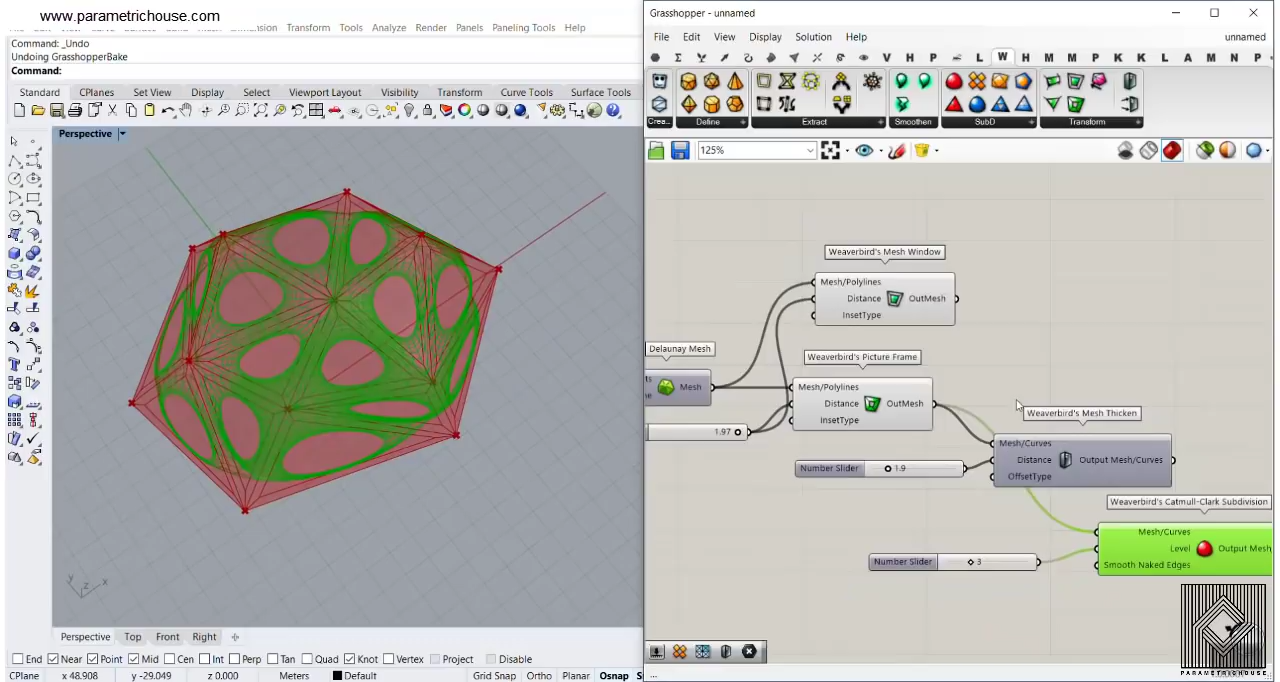 www.parametrichouse.com
Transform Tools Analyze Render Panels Paneling Tools Help
Command: _Undo
Undoing GrasshopperBake
Command:
Standard CPlanes Set View Display Select Viewport Layout Visibility Transform Curve Tools Surface Tools
Perspective
y z x
Perspective Top Front Right
End Near Point Mid Cen Int Perp Tan Quad Knot Vertex Project Disable
CPlane x 48.908 y -29.049 z 0.000 Meters Default Grid Snap Ortho Planar Osnap
Grasshopper - unnamed
File Edit View Display Solution Help unnamed
V H P L W H M M P K K L A M N P
Crea... Define Extract Smoothen SubD Transform
125%
Weaverbird's Mesh Window
Mesh/Polylines
Distance OutMesh
InsetType
Delaunay Mesh
Mesh
Weaverbird's Picture Frame
Mesh/Polylines
Distance OutMesh
InsetType
1.97
Weaverbird's Mesh Thicken
Mesh/Curves
Distance Output Mesh/Curves
OffsetType
Number Slider 1.9
Weaverbird's Catmull-Clark Subdivision
Mesh/Curves
Level Output Mesh
Smooth Naked Edges
Number Slider 3
PARAMETRICHOUSE
...